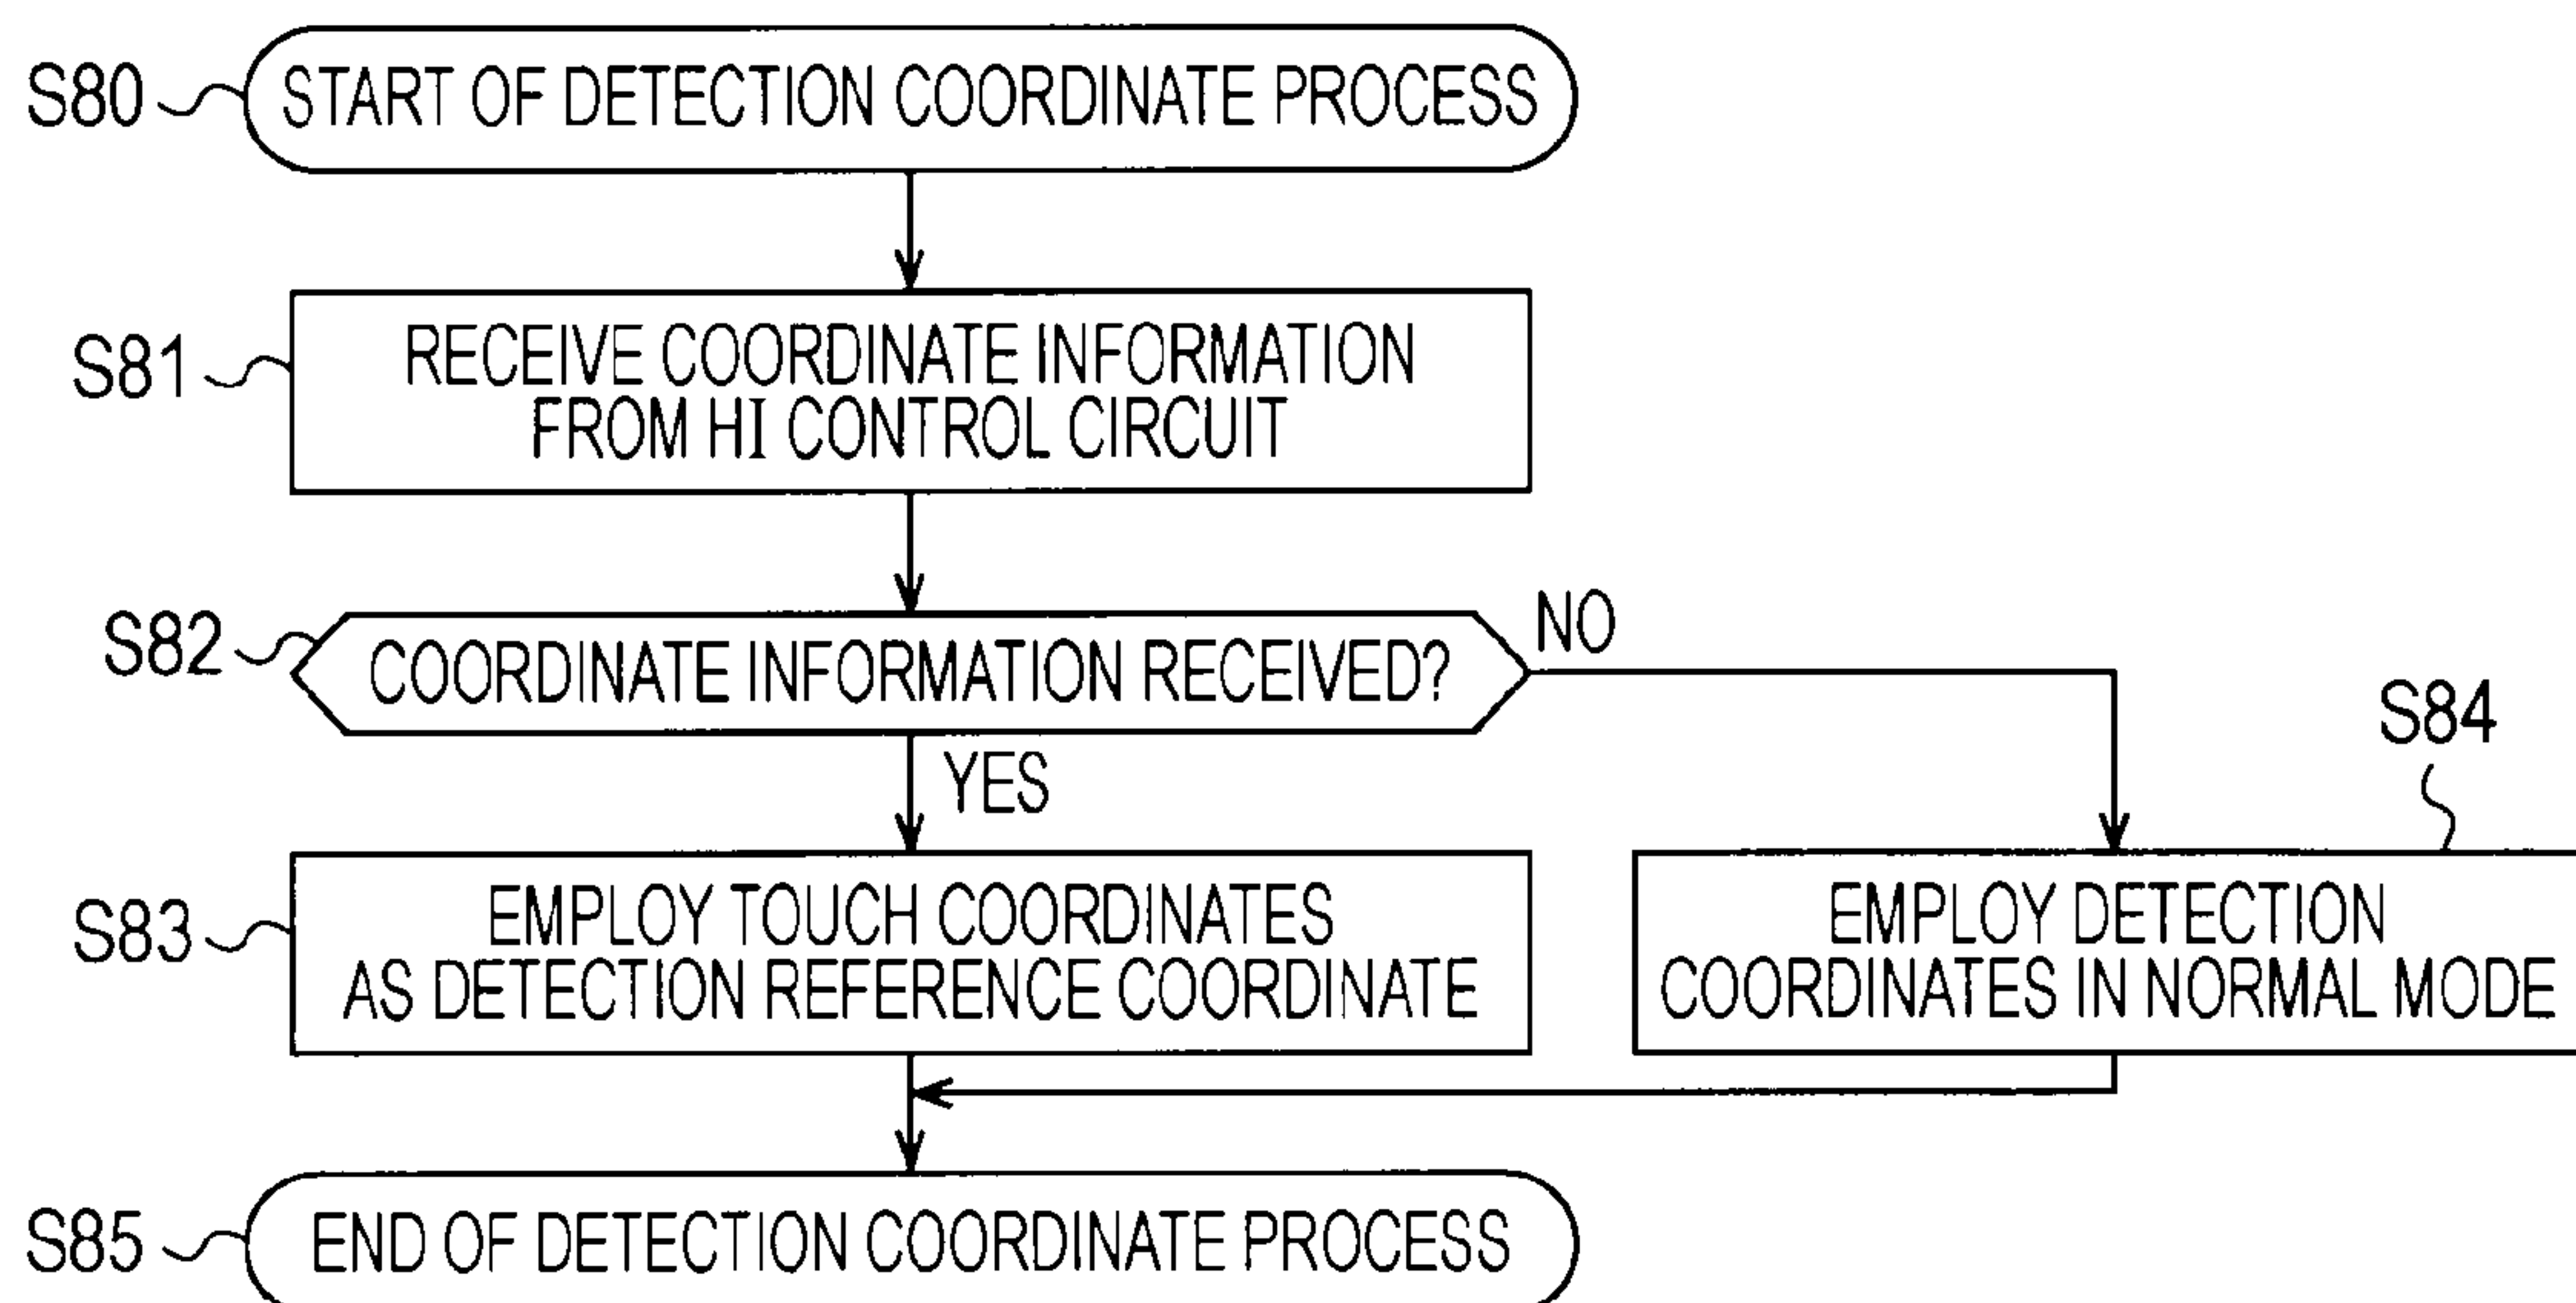 S80
START OF DETECTION COORDINATE PROCESS
S81
RECEIVE COORDINATE INFORMATION
FROM HI CONTROL CIRCUIT
S82
COORDINATE INFORMATION RECEIVED?
NO
YES
S84
S83
EMPLOY TOUCH COORDINATES
AS DETECTION REFERENCE COORDINATE
EMPLOY DETECTION
COORDINATES IN NORMAL MODE
S85
END OF DETECTION COORDINATE PROCESS